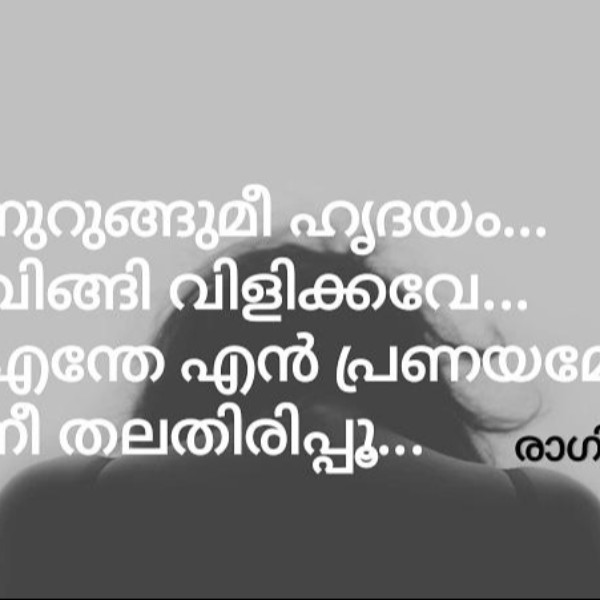 നുറുങ്ങുമീ ഹൃദയം...
വിങ്ങി വിളിക്കവേ...
എന്തേ എൻ പ്രണയമേ
നീ തലതിരിപ്പൂ...